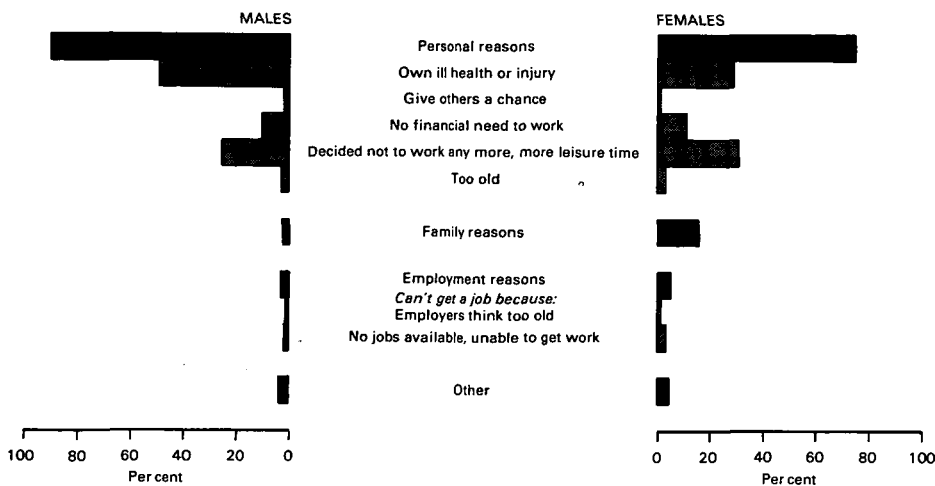 MALES
FEMALES
Personal reasons
Own ill health or injury
Give others a chance
No financial need to work
Decided not to work any more, more leisure time
Too old
Family reasons
Employment reasons
Can't get a job because:
Employers think too old
No jobs available, unable to get work
Other
100 80 60 40 20 0
Per cent
0 20 40 60 80 100
Per cent